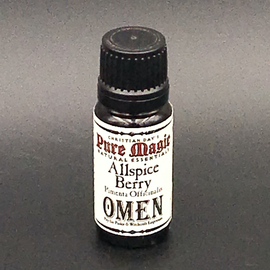 CHRISTIAN DAY'S
Pure Magic
NATURAL ESSENTIALS
Allspice
Berry
Pimenta Officinalis
OMEN